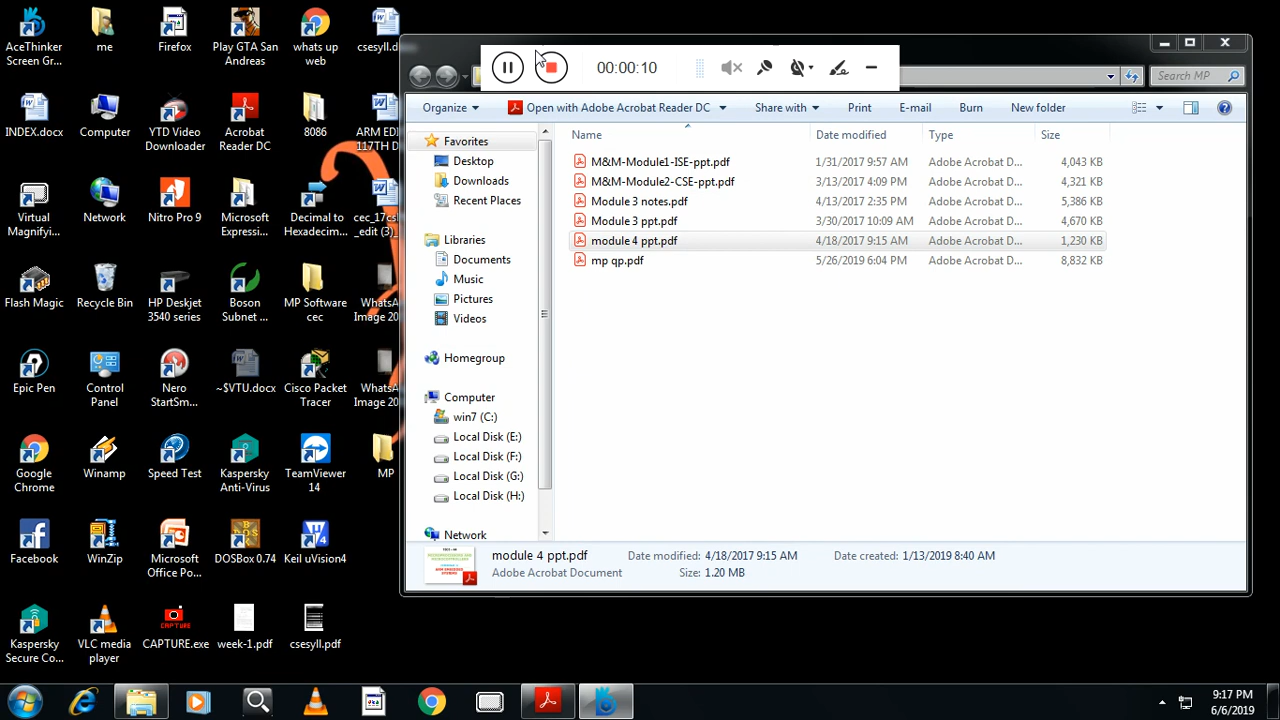 AceThinker
Screen Gr...
me
Firefox
Play GTA San
Andreas
whats up
web
csesyll.d
INDEX.docx
Computer
YTD Video
Downloader
Acrobat
Reader DC
8086
ARM EDI
117TH D
Virtual
Magnifyi...
Network
Nitro Pro 9
Microsoft
Expressi...
Decimal to
Hexadecim...
cec_17cs
_edit (3)_
Flash Magic
Recycle Bin
HP Deskjet
3540 series
Boson
Subnet ...
MP Software
cec
WhatsA
Image 20
Epic Pen
Control
Panel
Nero
StartSm...
~$VTU.docx
Cisco Packet
Tracer
WhatsA
Image 20
Google
Chrome
Winamp
Speed Test
Kaspersky
Anti-Virus
TeamViewer
14
MP
Facebook
WinZip
Microsoft
Office Po...
DOSBox 0.74
Keil uVision4
Kaspersky
Secure Co...
VLC media
player
CAPTURE
CAPTURE.exe
week-1.pdf
csesyll.pdf
00:00:10
Search MP
Organize
Open with Adobe Acrobat Reader DC
Share with
Print
E-mail
Burn
New folder
Favorites
Desktop
Downloads
Recent Places
Libraries
Documents
Music
Pictures
Videos
Homegroup
Computer
win7 (C:)
Local Disk (E:)
Local Disk (F:)
Local Disk (G:)
Local Disk (H:)
Network
Name Date modified Type Size
M&M-Module1-ISE-ppt.pdf 1/31/2017 9:57 AM Adobe Acrobat D... 4,043 KB
M&M-Module2-CSE-ppt.pdf 3/13/2017 4:09 PM Adobe Acrobat D... 4,321 KB
Module 3 notes.pdf 4/13/2017 2:35 PM Adobe Acrobat D... 5,386 KB
Module 3 ppt.pdf 3/30/2017 10:09 AM Adobe Acrobat D... 4,670 KB
module 4 ppt.pdf 4/18/2017 9:15 AM Adobe Acrobat D... 1,230 KB
mp qp.pdf 5/26/2019 6:04 PM Adobe Acrobat D... 8,832 KB
module 4 ppt.pdf Date modified: 4/18/2017 9:15 AM Date created: 1/13/2019 8:40 AM
Adobe Acrobat Document Size: 1.20 MB
9:17 PM
6/6/2019